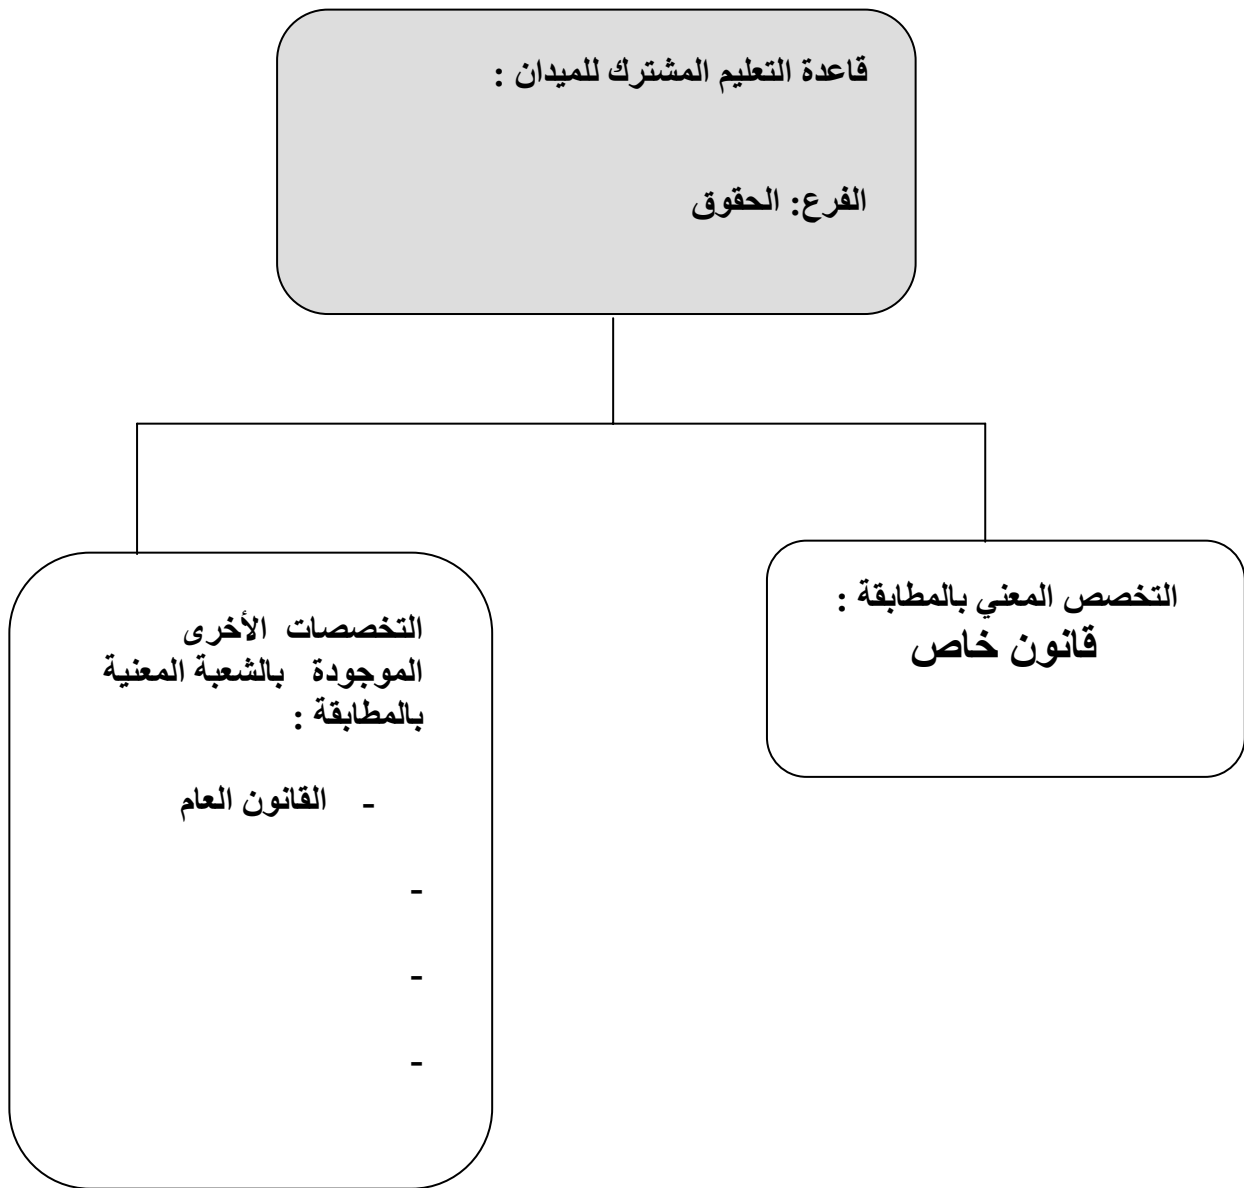 قاعدة التعليم المشترك للميدان :
الفرع: الحقوق
التخصص المعني بالمطابقة :
قانون خاص
التخصصات الأخرى
الموجودة بالشعبة المعنية
بالمطابقة :
- القانون العام
-
-
-